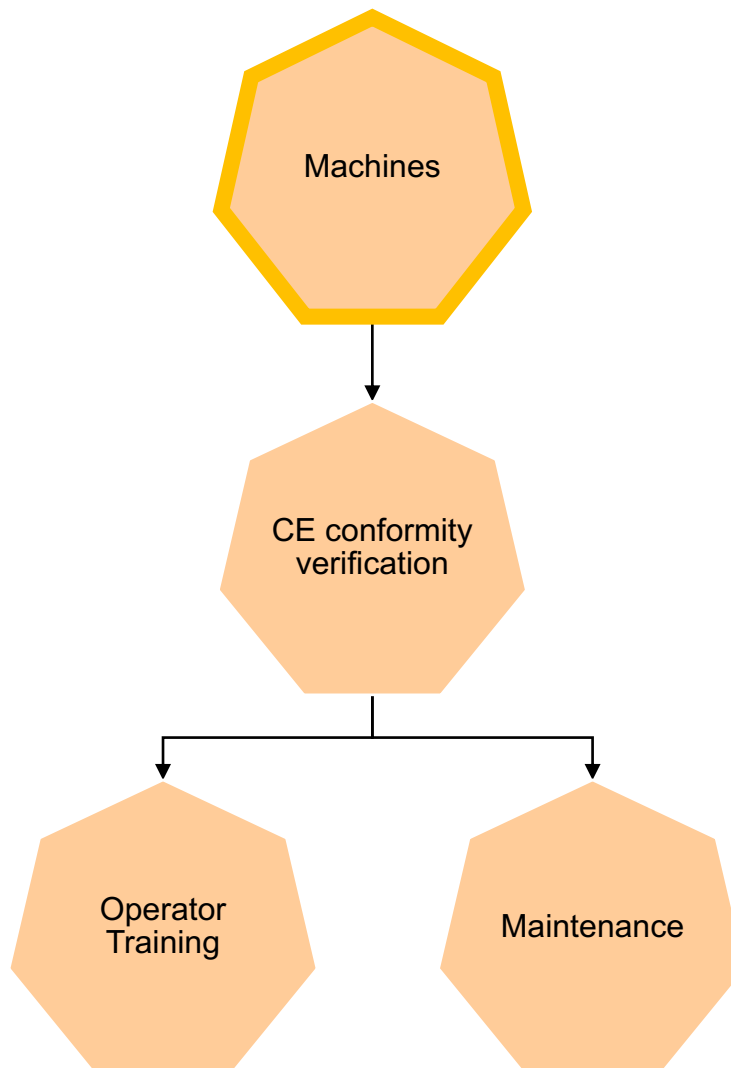 Machines
CE conformity
verification
Operator
Training
Maintenance